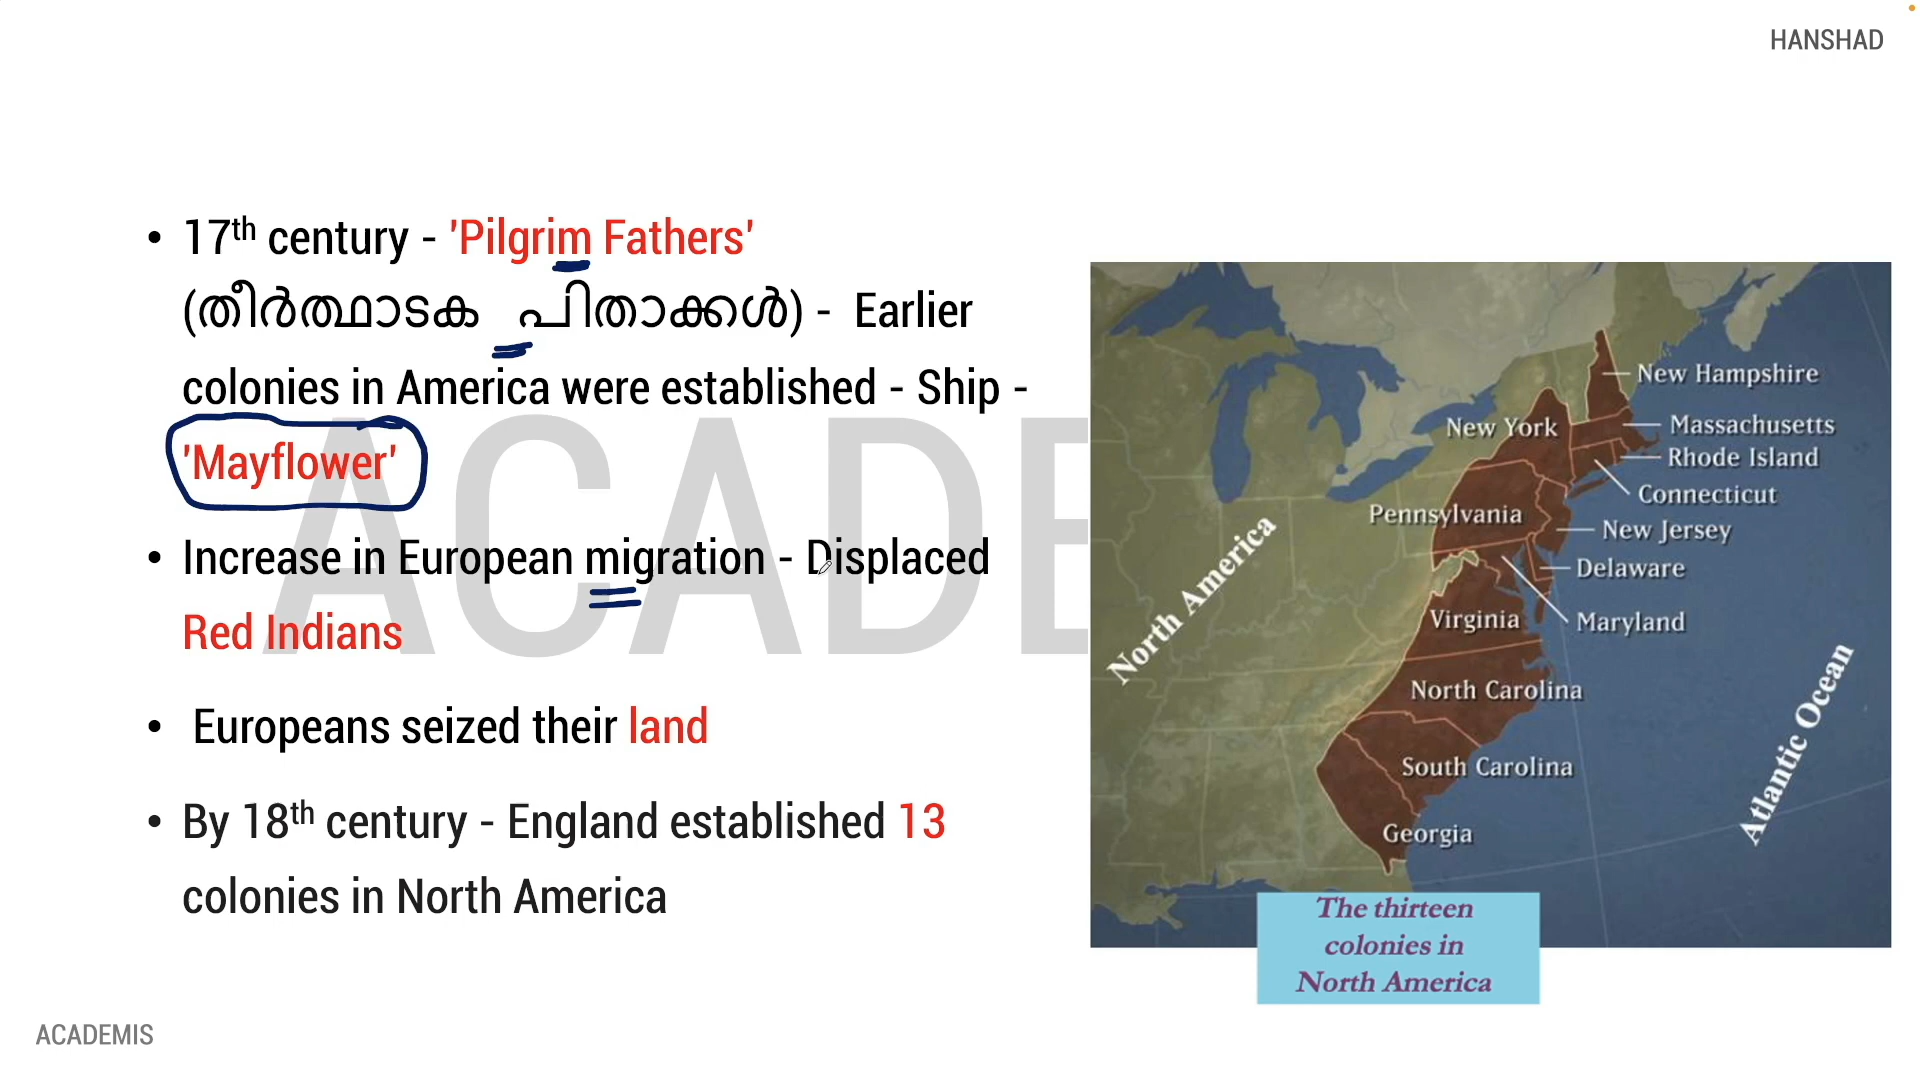 HANSHAD
• 17th century - 'Pilgrim Fathers'
(തീർത്ഥാടക പിതാക്കൾ) - Earlier
colonies in America were established - Ship -
'Mayflower'
• Increase in European migration - Displaced
Red Indians
• Europeans seized their land
• By 18th century - England established 13
colonies in North America
ACADE
New Hampshire
New York
Massachusetts
Rhode Island
Connecticut
Pennsylvania
New Jersey
Delaware
Virginia
Maryland
North America
North Carolina
Atlantic Ocean
South Carolina
Georgia
The thirteen
colonies in
North America
ACADEMIS